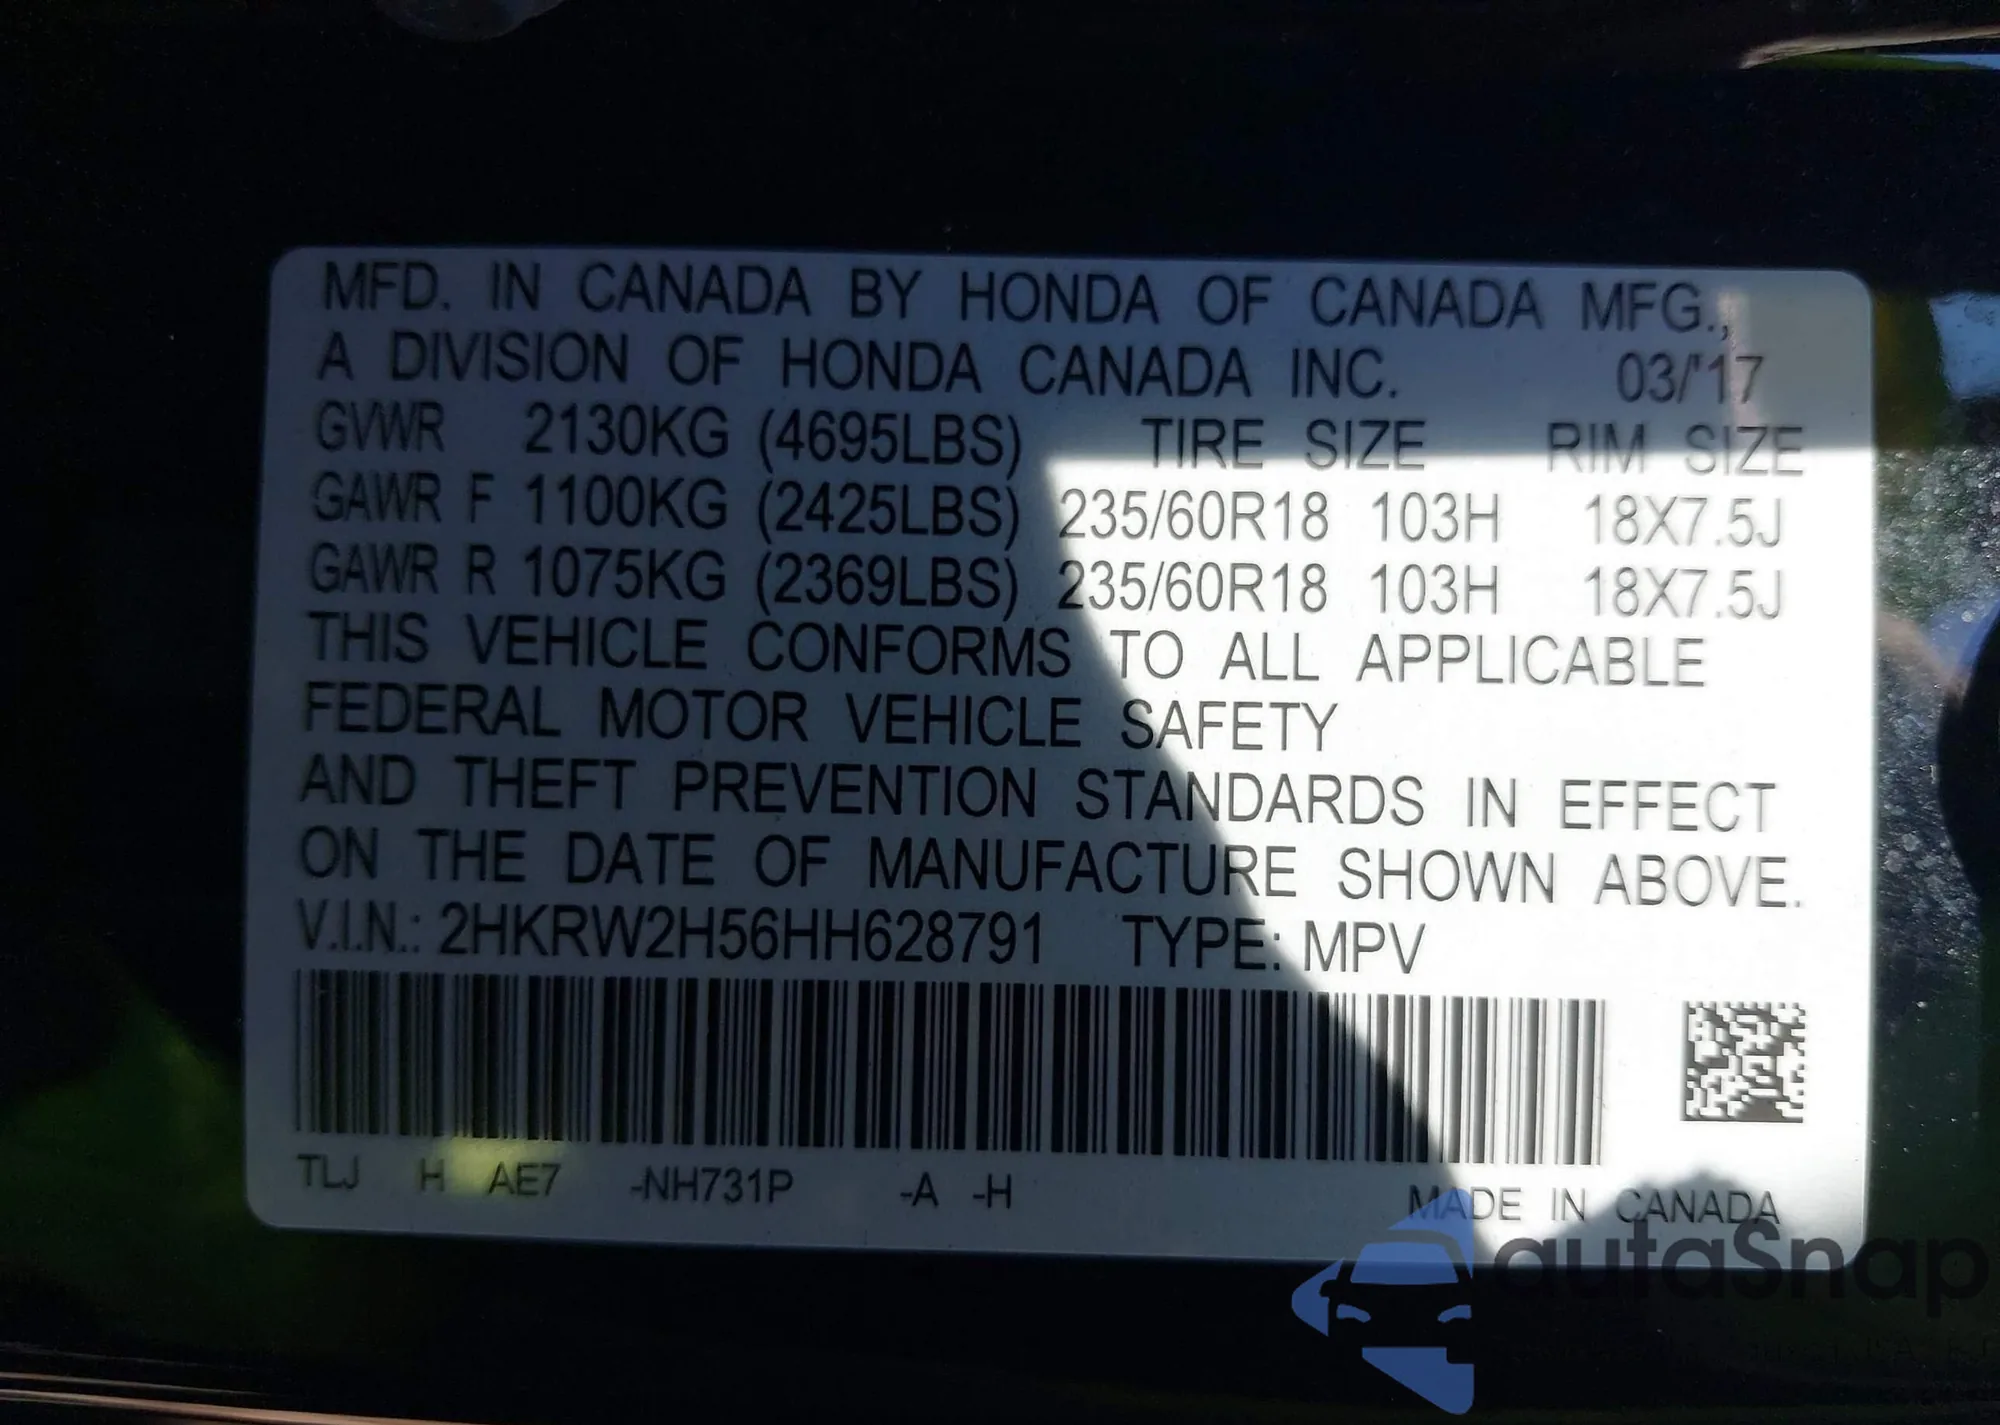 MFD. IN CANADA BY HONDA OF CANADA MFG.,
A DIVISION OF HONDA CANADA INC. 03/'17
GVWR 2130KG (4695LBS) TIRE SIZE RIM SIZE
GAWR F 1100KG (2425LBS) 235/60R18 103H 18X7.5J
GAWR R 1075KG (2369LBS) 235/60R18 103H 18X7.5J
THIS VEHICLE CONFORMS TO ALL APPLICABLE
FEDERAL MOTOR VEHICLE SAFETY
AND THEFT PREVENTION STANDARDS IN EFFECT
ON THE DATE OF MANUFACTURE SHOWN ABOVE.
V.I.N.: 2HKRW2H56HH628791 TYPE: MPV
TLJ H AE7 -NH731P -A -H
MADE IN CANADA
autaSnap